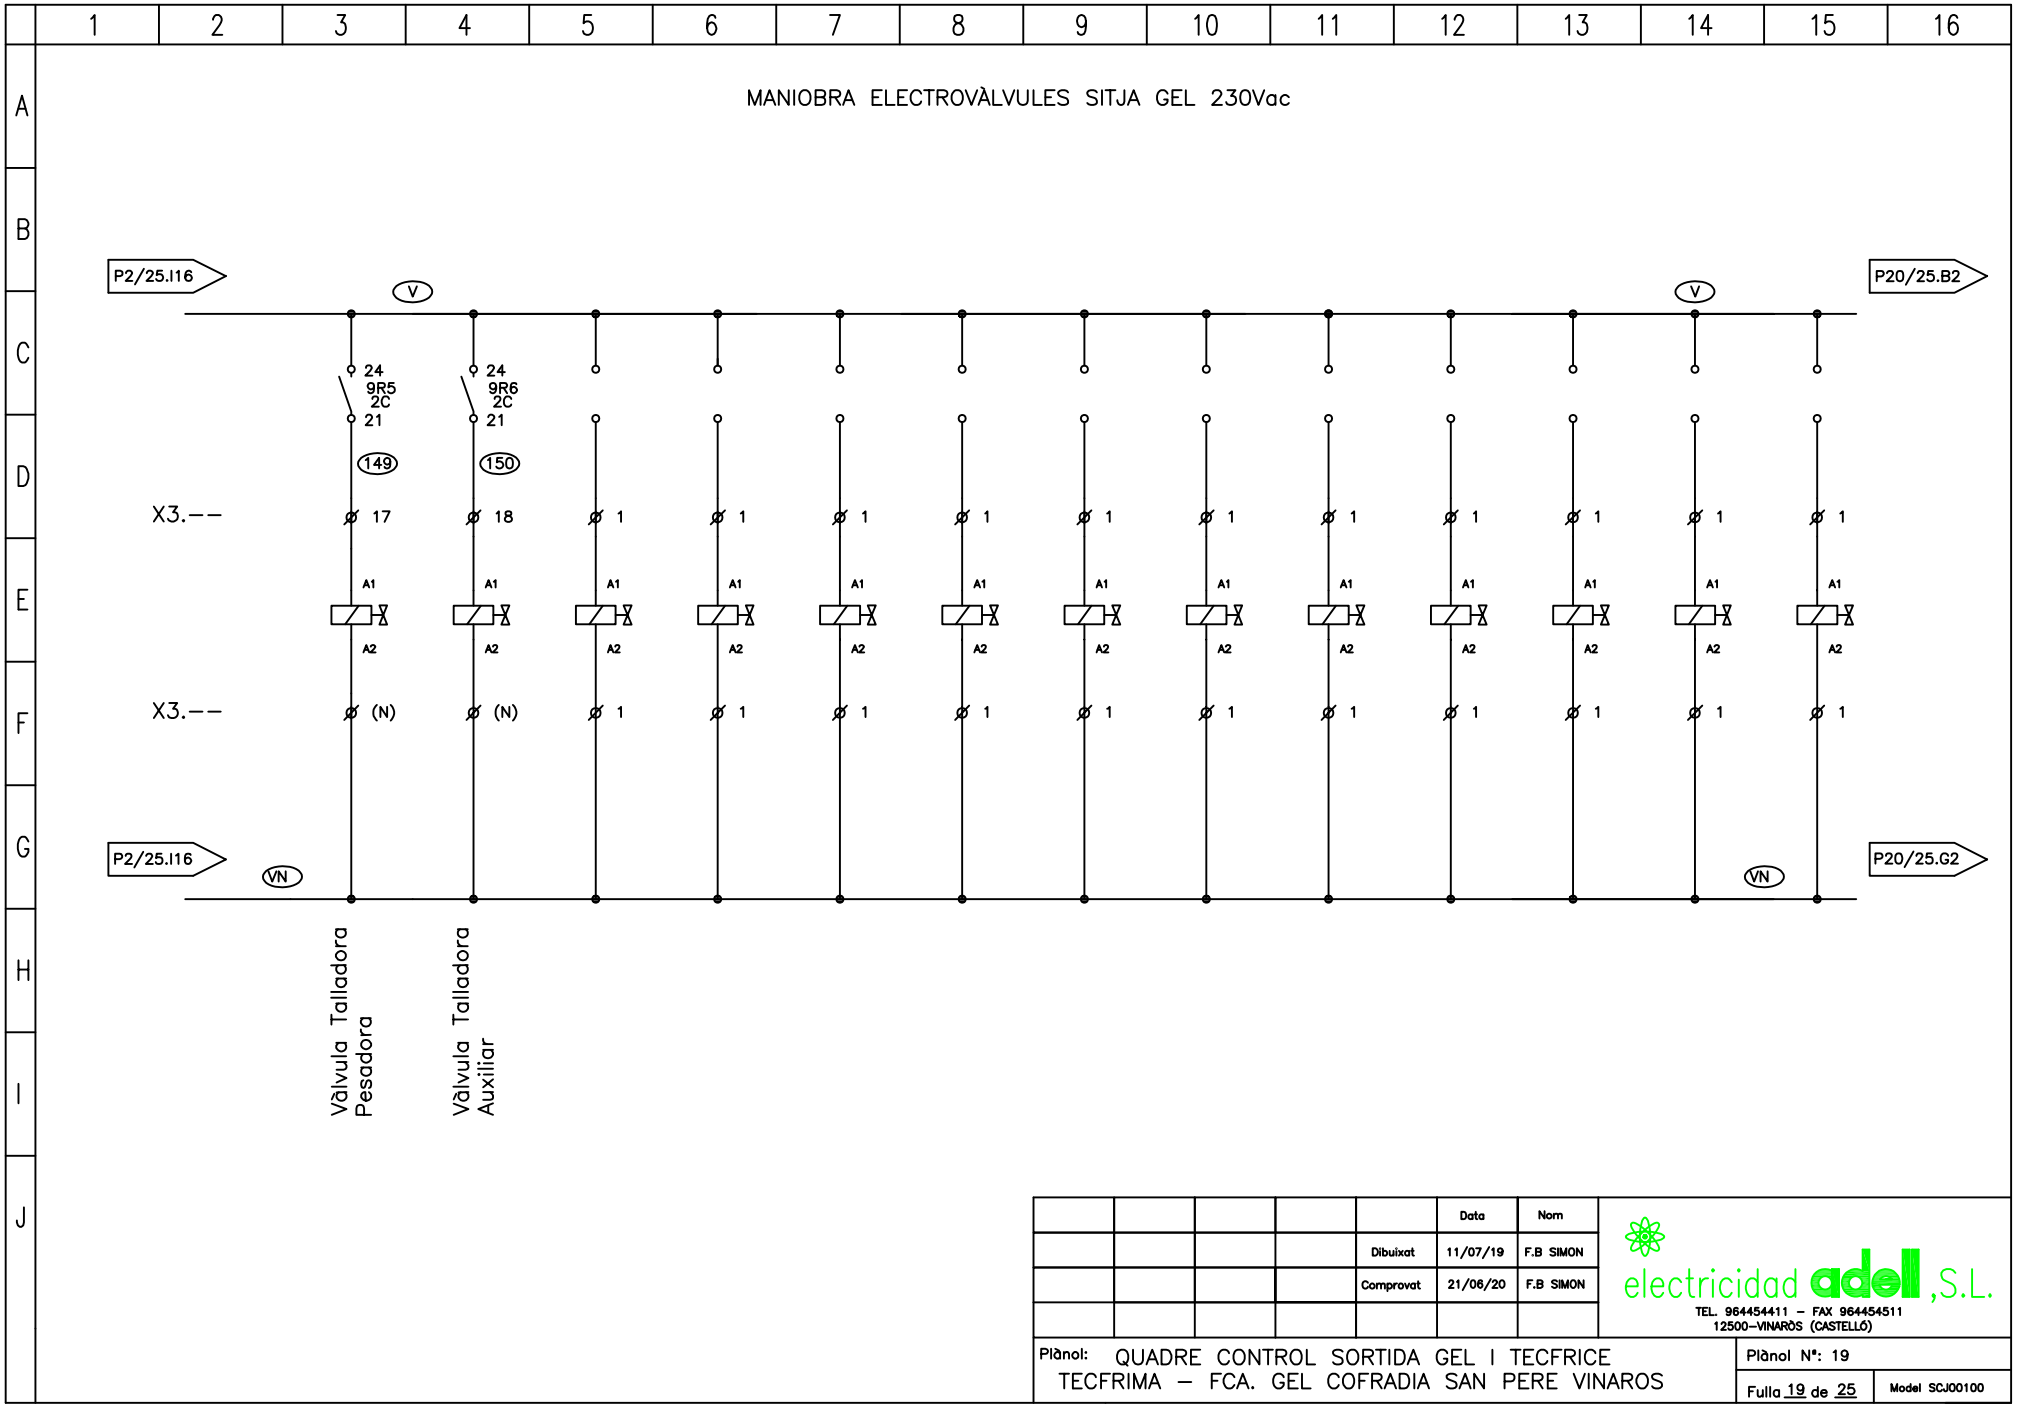 1 2 3 4 5 6 7 8 9 10 11 12 13 14 15 16
A
MANIOBRA ELECTROVÀLVULES SITJA GEL 230Vac
B
P2/25.I16 P20/25.B2
V V
C
24 24
9R5 9R6
2C 2C
21 21
149 150
D
X3.-- 17 18 1 1 1 1 1 1 1 1 1 1 1
A1 A1 A1 A1 A1 A1 A1 A1 A1 A1 A1 A1 A1
E
A2 A2 A2 A2 A2 A2 A2 A2 A2 A2 A2 A2 A2
X3.-- (N) (N) 1 1 1 1 1 1 1 1 1 1 1
F
G
P2/25.I16 P20/25.G2
VN VN
H
Vàlvula Talladora
Pesadora
Vàlvula Talladora
Auxiliar
I
J
Data Nom
Dibuixat 11/07/19 F.B SIMON
Comprovat 21/06/20 F.B SIMON
electricidad adell ,S.L.
TEL. 964454411 - FAX 964454511
12500-VINARÒS (CASTELLÓ)
Plànol: QUADRE CONTROL SORTIDA GEL I TECFRICE
TECFRIMA - FCA. GEL COFRADIA SAN PERE VINAROS
Plànol Nº: 19
Fulla 19 de 25
Model SCJ00100